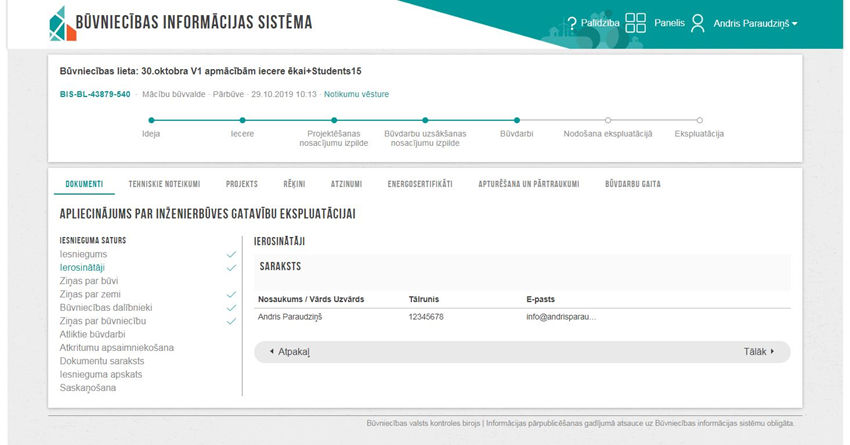 BŪVNIECĪBAS INFORMĀCIJAS SISTĒMA
? Palīdzība Panelis Andris Paraudziņš
Būvniecības lieta: 30.oktobra V1 apmācībām iecere ēkai+Students15
BIS-BL-43879-540 · Mācību būvvalde · Pārbūve · 29.10.2019 10:13 · Notikumu vēsture
Ideja Iecere Projektēšanas nosacījumu izpilde Būvdarbu uzsākšanas nosacījumu izpilde Būvdarbi Nodošana ekspluatācijā Ekspluatācija
DOKUMENTI TEHNISKIE NOTEIKUMI PROJEKTS RĒĶINI ATZINUMI ENERGOSERTIFIKĀTI APTURĒŠANA UN PĀRTRAUKUMI BŪVDARBU GAITA
APLIECINĀJUMS PAR INŽENIERBŪVES GATAVĪBU EKSPLUATĀCIJAI
IESNIEGUMA SATURS
Iesniegums
Ierosinātāji
Ziņas par būvi
Ziņas par zemi
Būvniecības dalībnieki
Ziņas par būvniecību
Atliktie būvdarbi
Atkritumu apsaimniekošana
Dokumentu saraksts
Iesnieguma apskats
Saskaņošana
IEROSINĀTĀJI
SARAKSTS
Nosaukums / Vārds Uzvārds Tālrunis E-pasts
Andris Paraudziņš 12345678 info@andrisparau...
Atpakaļ Tālāk
Būvniecības valsts kontroles birojs | Informācijas pārpublicēšanas gadījumā atsauce uz Būvniecības informācijas sistēmu obligāta.